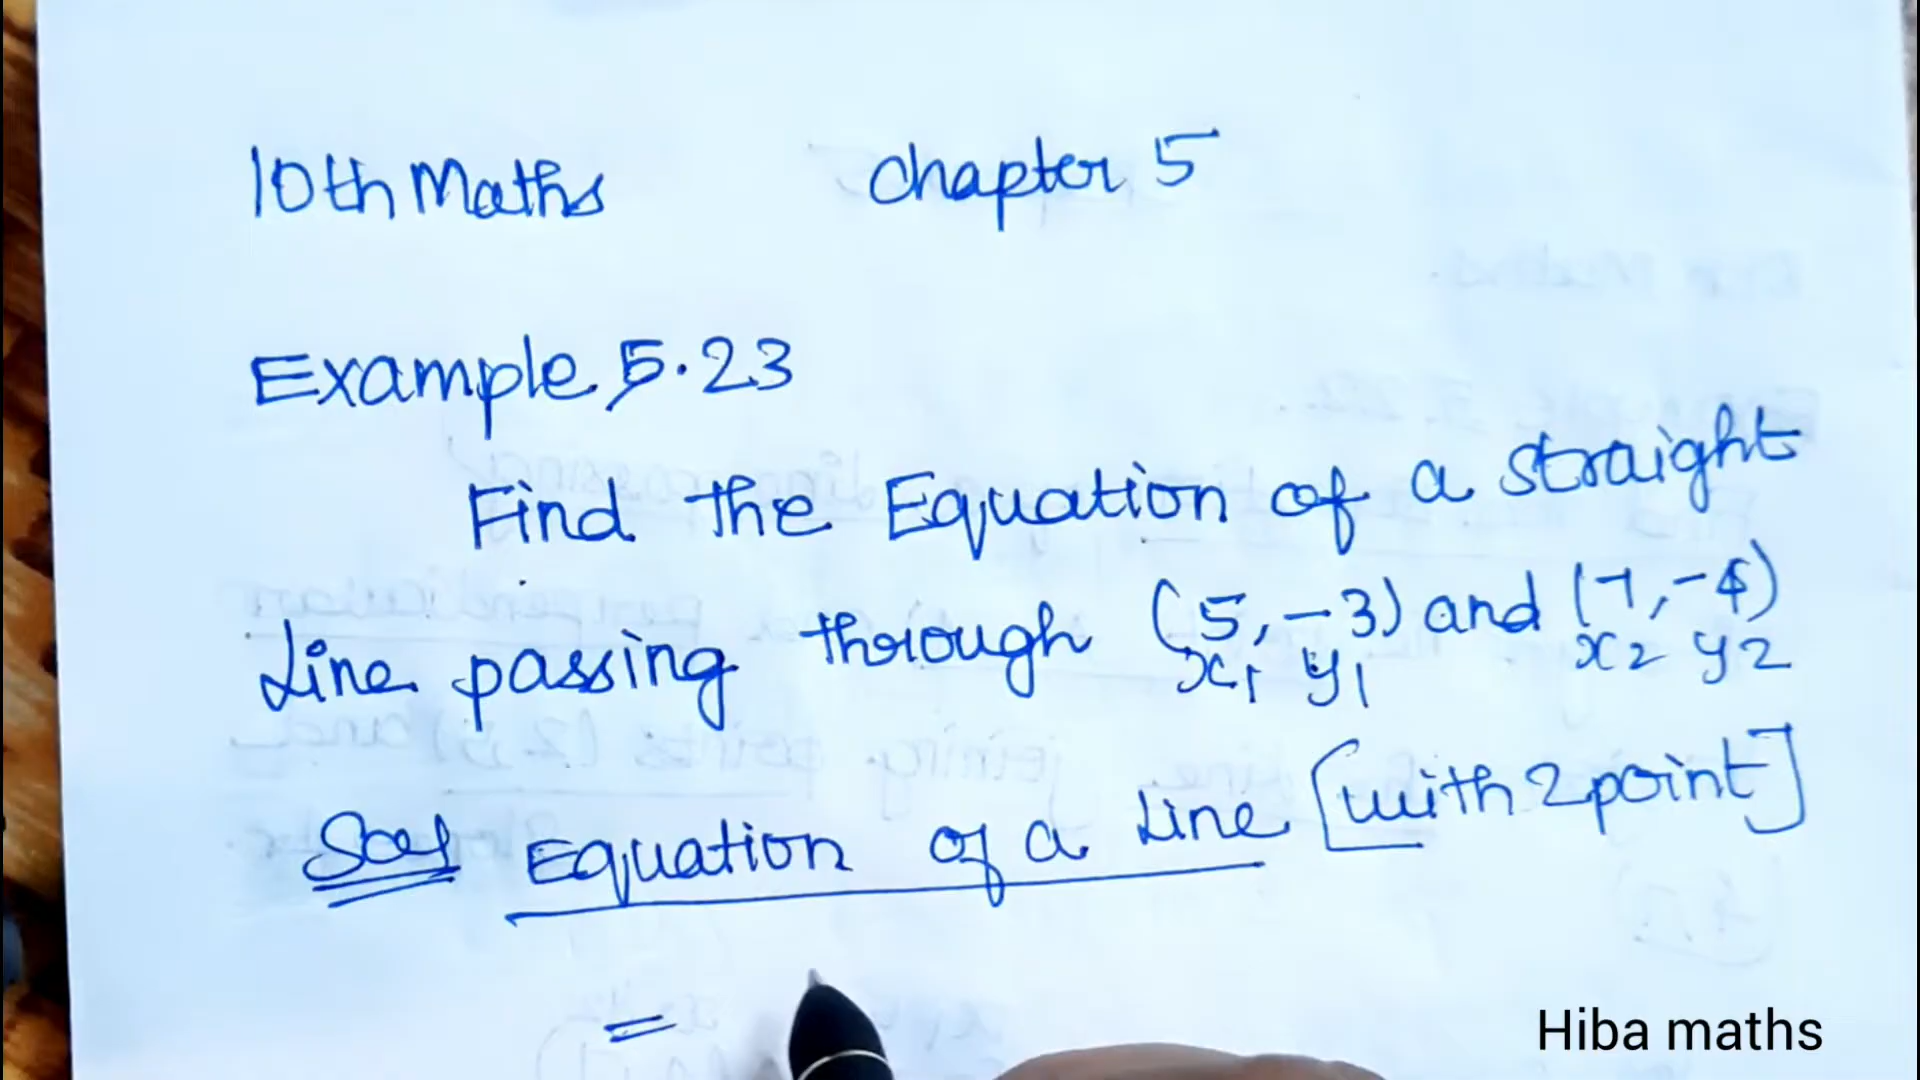 10th Maths chapter 5
Example 5.23
Find the Equation of a straight
Line passing through (5, -3) and (7, -4)
x1 y1 x2 y2
Sol Equation of a Line [with 2 point]
=
Hiba maths